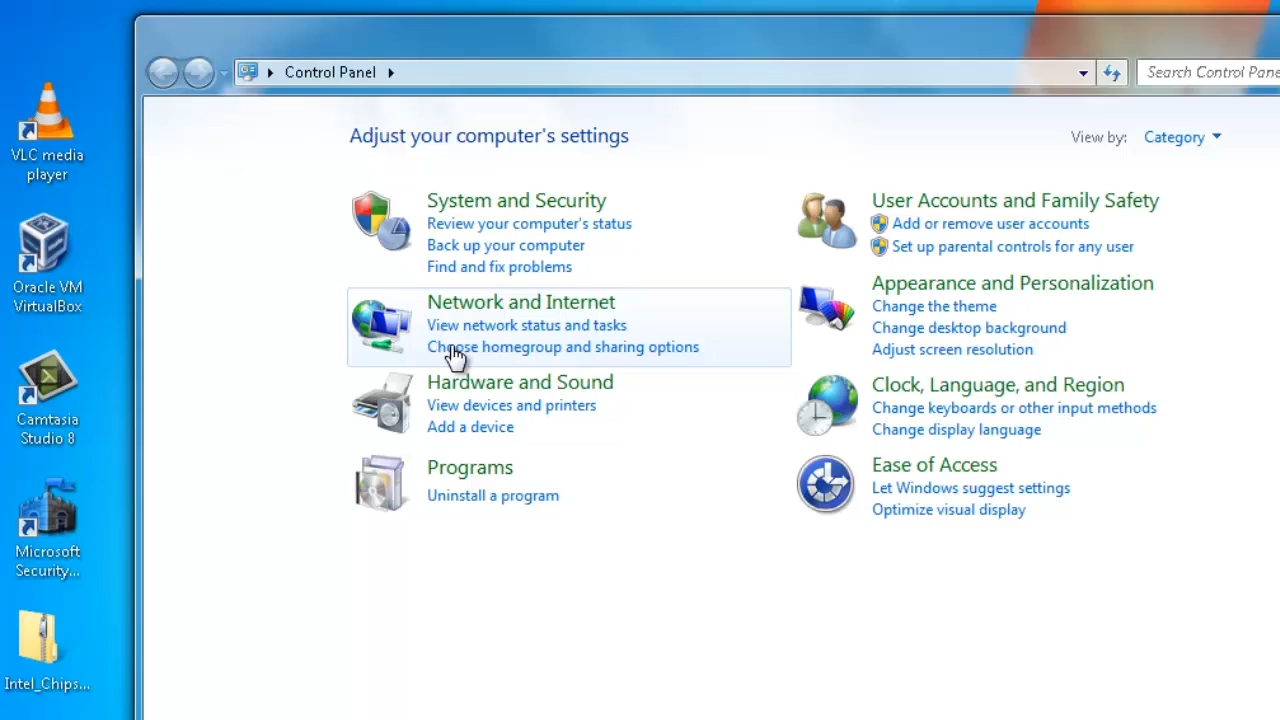 Control Panel
Search Control Pane
Adjust your computer's settings
View by: Category
System and Security
Review your computer's status
Back up your computer
Find and fix problems
Network and Internet
View network status and tasks
Choose homegroup and sharing options
Hardware and Sound
View devices and printers
Add a device
Programs
Uninstall a program
User Accounts and Family Safety
Add or remove user accounts
Set up parental controls for any user
Appearance and Personalization
Change the theme
Change desktop background
Adjust screen resolution
Clock, Language, and Region
Change keyboards or other input methods
Change display language
Ease of Access
Let Windows suggest settings
Optimize visual display
VLC media
player
Oracle VM
VirtualBox
Camtasia
Studio 8
Microsoft
Security...
Intel_Chips...